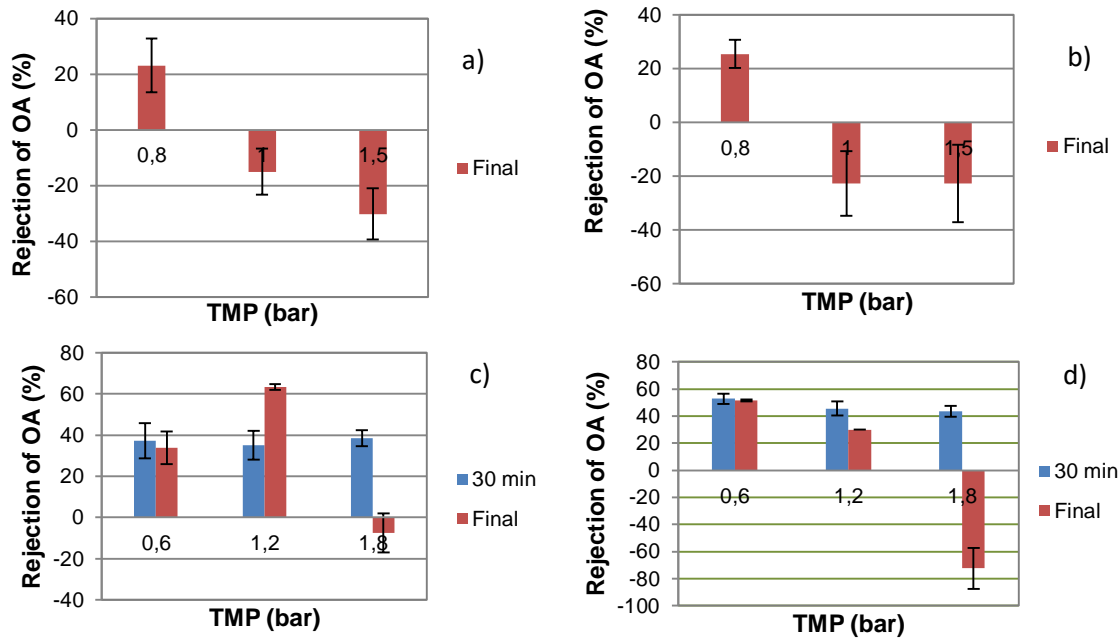 a)
Rejection of OA (%)
40
20
0
-20
-40
-60
0,8
1
1,5
TMP (bar)
Final
b)
Rejection of OA (%)
40
20
0
-20
-40
-60
0,8
1
1,5
TMP (bar)
Final
c)
Rejection of OA (%)
80
60
40
20
0
-20
-40
0,6
1,2
1,8
TMP (bar)
30 min
Final
d)
Rejection of OA (%)
80
60
40
20
0
-20
-40
-60
-80
-100
0,6
1,2
1,8
TMP (bar)
30 min
Final